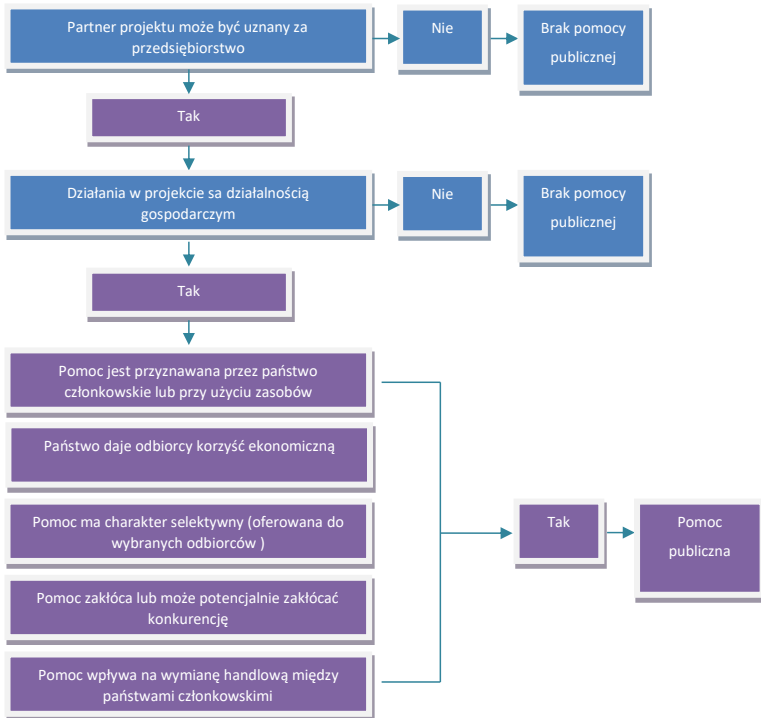 Partner projektu może być uznany za
przedsiębiorstwo
Nie
Brak pomocy
publicznej
Tak
Działania w projekcie sa działalnością
gospodarczym
Nie
Brak pomocy
publicznej
Tak
Pomoc jest przyznawana przez państwo
członkowskie lub przy użyciu zasobów
Państwo daje odbiorcy korzyść ekonomiczną
Pomoc ma charakter selektywny (oferowana do
wybranych odbiorców )
Pomoc zakłóca lub może potencjalnie zakłócać
konkurencję
Pomoc wpływa na wymianę handlową między
państwami członkowskimi
Tak
Pomoc
publiczna